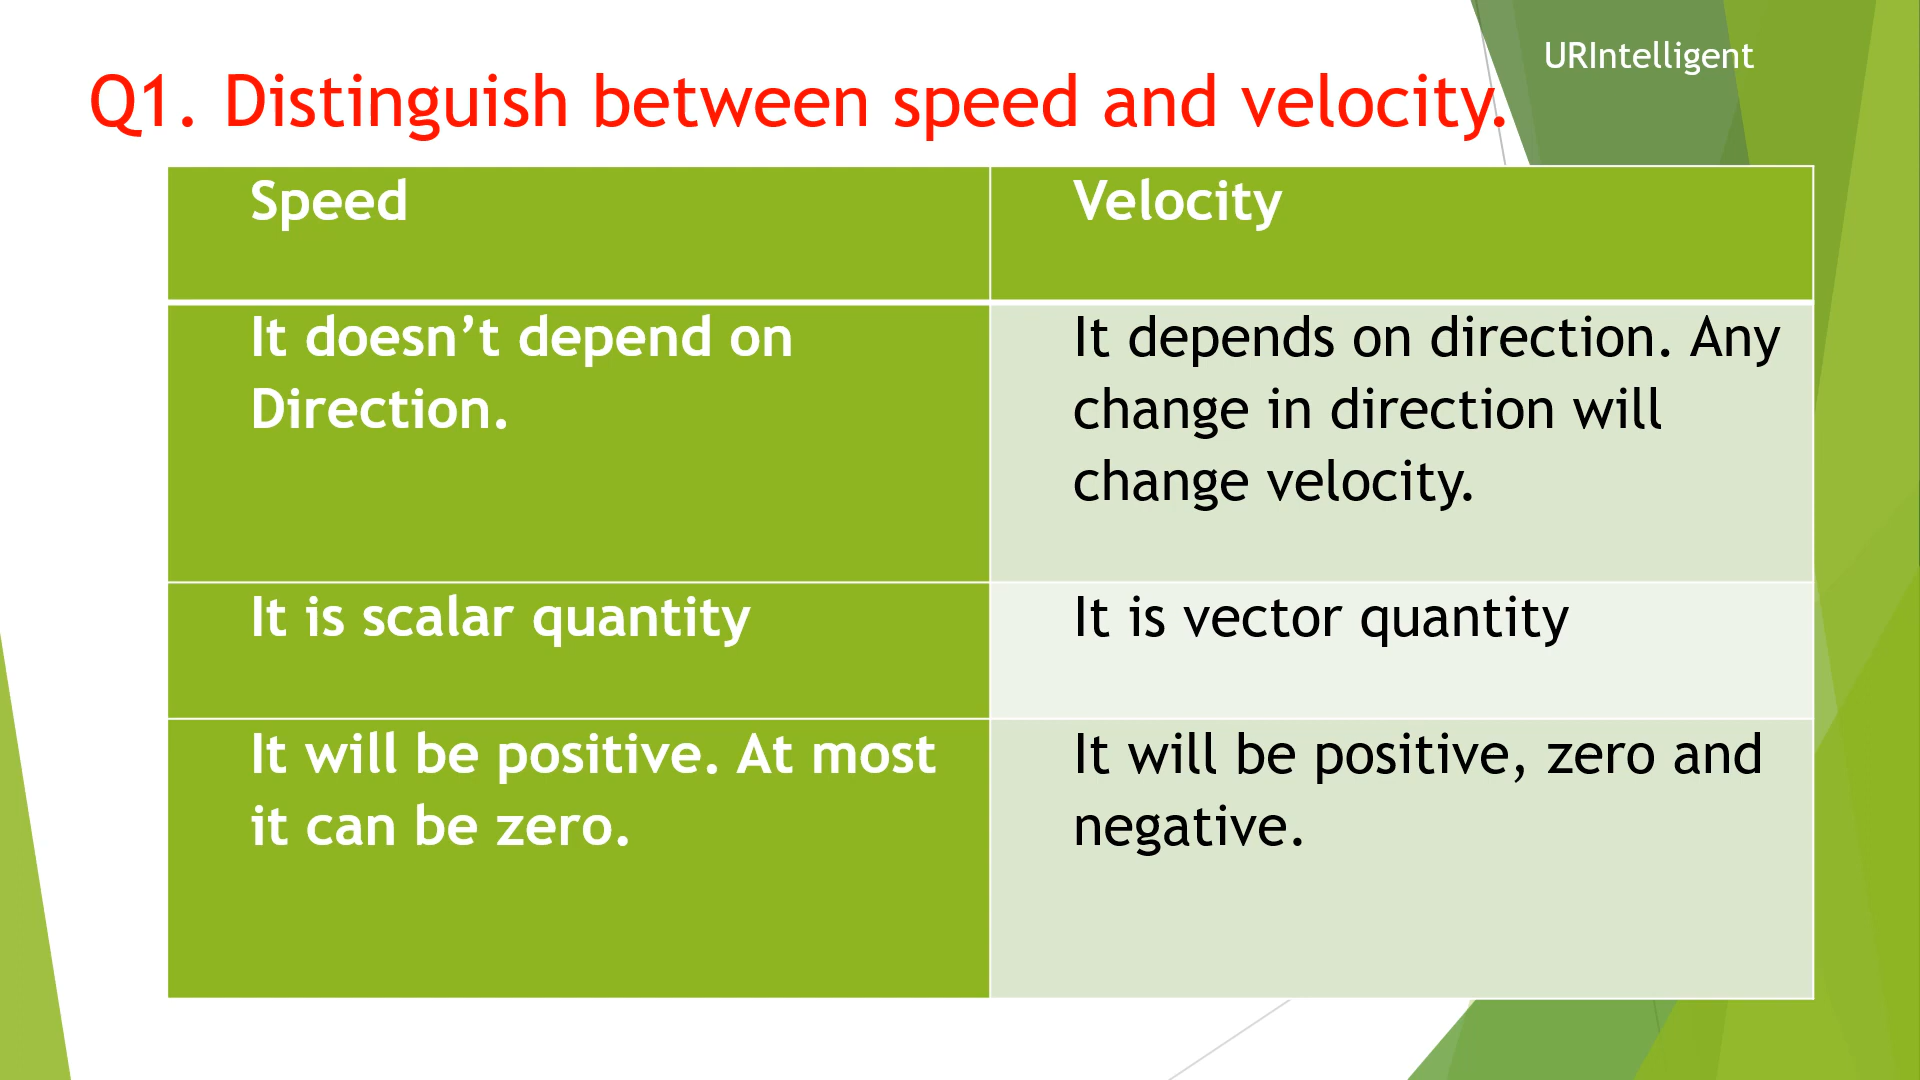 URIntelligent
Q1. Distinguish between speed and velocity.
Speed
Velocity
It doesn’t depend on
Direction.
It depends on direction. Any
change in direction will
change velocity.
It is scalar quantity
It is vector quantity
It will be positive. At most
it can be zero.
It will be positive, zero and
negative.